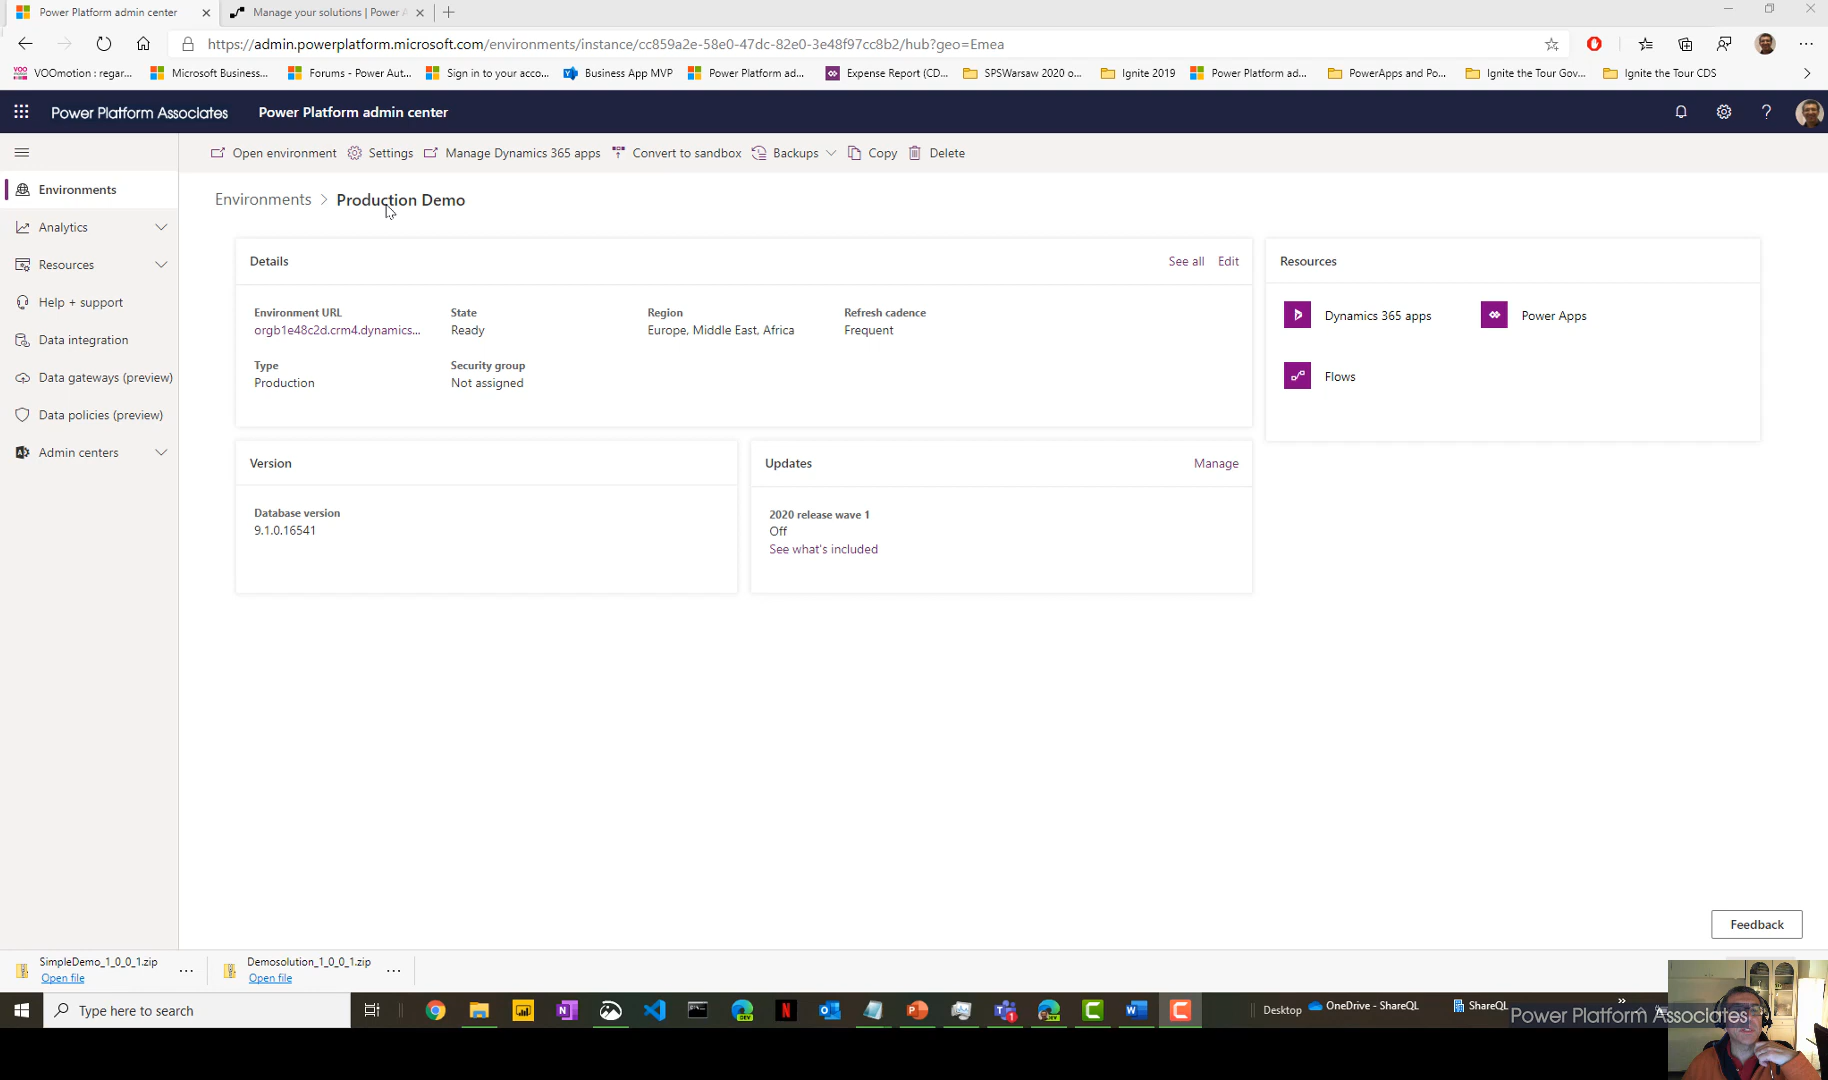 Power Platform admin center
Manage your solutions | Power A
https://admin.powerplatform.microsoft.com/environments/instance/cc859a2e-58e0-47dc-82e0-3e48f97cc8b2/hub?geo=Emea
VOOmotion : regar... Microsoft Business... Forums - Power Aut... Sign in to your acco... Business App MVP Power Platform ad... Expense Report (CD... SPSWarsaw 2020 o... Ignite 2019 Power Platform ad... PowerApps and Po... Ignite the Tour Gov... Ignite the Tour CDS
Power Platform Associates Power Platform admin center
Open environment Settings Manage Dynamics 365 apps Convert to sandbox Backups Copy Delete
Environments
Analytics
Resources
Help + support
Data integration
Data gateways (preview)
Data policies (preview)
Admin centers
Environments > Production Demo
Details See all Edit
Environment URL State Region Refresh cadence
orgb1e48c2d.crm4.dynamics... Ready Europe, Middle East, Africa Frequent
Type Security group
Production Not assigned
Resources
Dynamics 365 apps Power Apps
Flows
Version
Database version
9.1.0.16541
Updates Manage
2020 release wave 1
Off
See what's included
Feedback
SimpleDemo_1_0_0_1.zip
Open file
Demosolution_1_0_0_1.zip
Open file
Type here to search
DEV
1
Desktop OneDrive - ShareQL ShareQL
Power Platform Associates